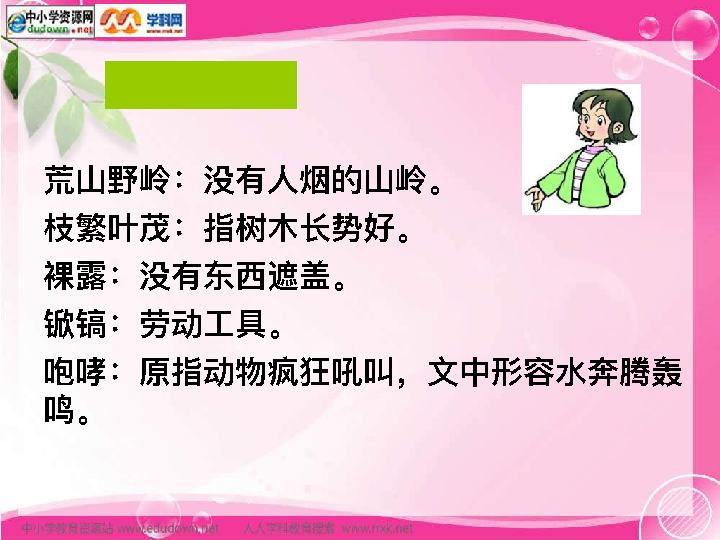 中小学资源网
dudown.net
学科网
www.nxk.net
荒山野岭：没有人烟的山岭。
枝繁叶茂：指树木长势好。
裸露：没有东西遮盖。
锨镐：劳动工具。
咆哮：原指动物疯狂吼叫，文中形容水奔腾轰
鸣。
中小学教育资源站 www.edudown.net 人人学科教育搜索 www.nxk.net